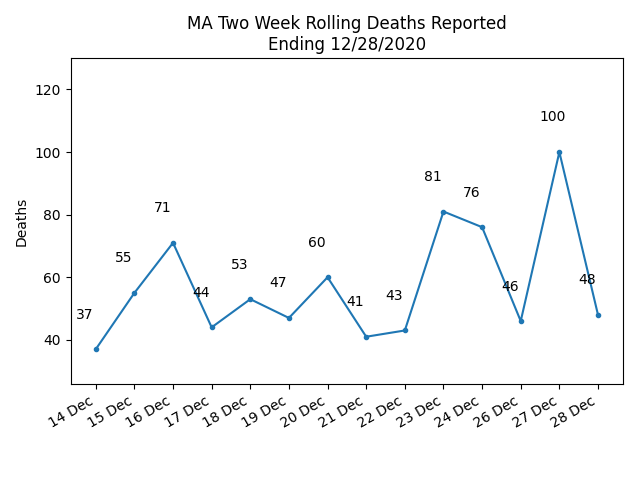 MA Two Week Rolling Deaths Reported
Ending 12/28/2020
Deaths
120
100
80
60
40
37
55
71
44
53
47
60
41
43
81
76
46
100
48
14 Dec
15 Dec
16 Dec
17 Dec
18 Dec
19 Dec
20 Dec
21 Dec
22 Dec
23 Dec
24 Dec
26 Dec
27 Dec
28 Dec